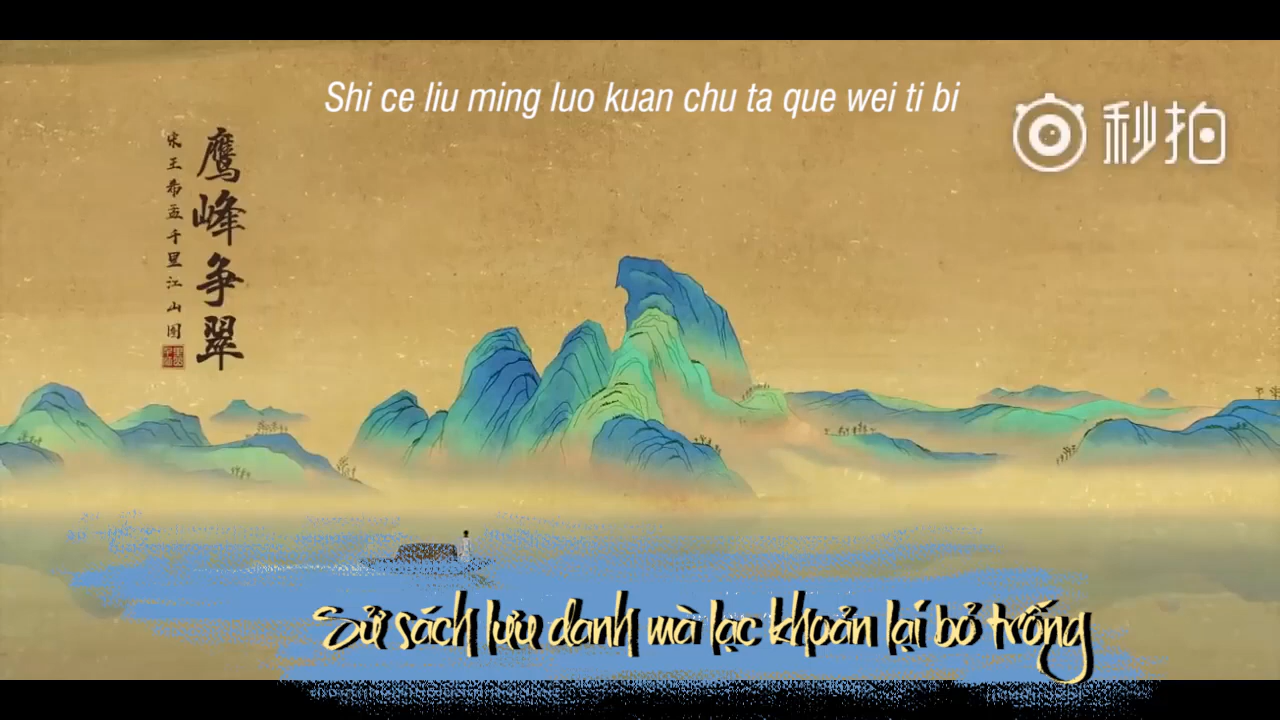 Shi ce liu ming luo kuan chu ta que wei ti bi
秒拍
鹰峰争翠
宋王希孟千里江山图
Sử sách lưu danh mà lạc khoản lại bỏ trống